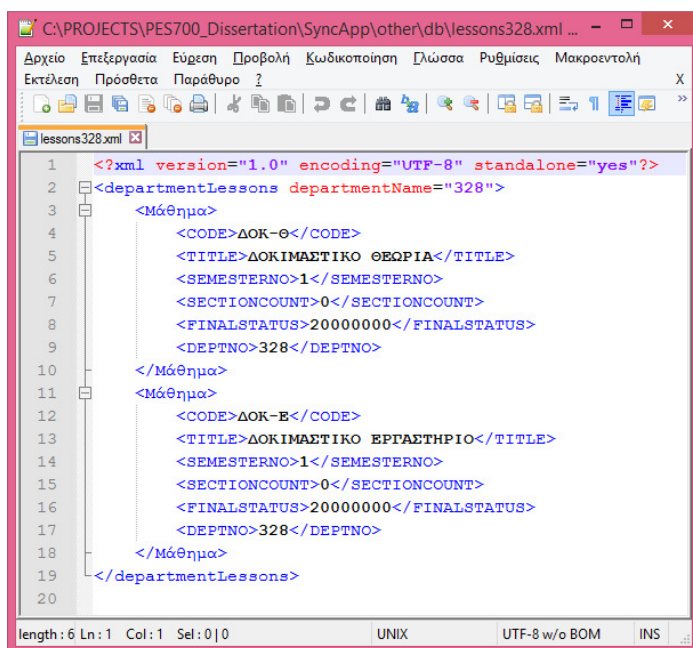 C:\PROJECTS\PES700_Dissertation\SyncApp\other\db\lessons328.xml ...
Αρχείο Επεξεργασία Εύρεση Προβολή Κωδικοποίηση Γλώσσα Ρυθμίσεις Μακροεντολή
Εκτέλεση Πρόσθετα Παράθυρο ? X
lessons328.xml
1 <?xml version="1.0" encoding="UTF-8" standalone="yes"?>
2 <departmentLessons departmentName="328">
3 <Μάθημα>
4 <CODE>ΔΟΚ-Θ</CODE>
5 <TITLE>ΔΟΚΙΜΑΣΤΙΚΟ ΘΕΩΡΙΑ</TITLE>
6 <SEMESTERNO>1</SEMESTERNO>
7 <SECTIONCOUNT>0</SECTIONCOUNT>
8 <FINALSTATUS>20000000</FINALSTATUS>
9 <DEPTNO>328</DEPTNO>
10 </Μάθημα>
11 <Μάθημα>
12 <CODE>ΔΟΚ-Ε</CODE>
13 <TITLE>ΔΟΚΙΜΑΣΤΙΚΟ ΕΡΓΑΣΤΗΡΙΟ</TITLE>
14 <SEMESTERNO>1</SEMESTERNO>
15 <SECTIONCOUNT>0</SECTIONCOUNT>
16 <FINALSTATUS>20000000</FINALSTATUS>
17 <DEPTNO>328</DEPTNO>
18 </Μάθημα>
19 </departmentLessons>
20
length : 6 Ln : 1 Col : 1 Sel : 0 | 0 UNIX UTF-8 w/o BOM INS